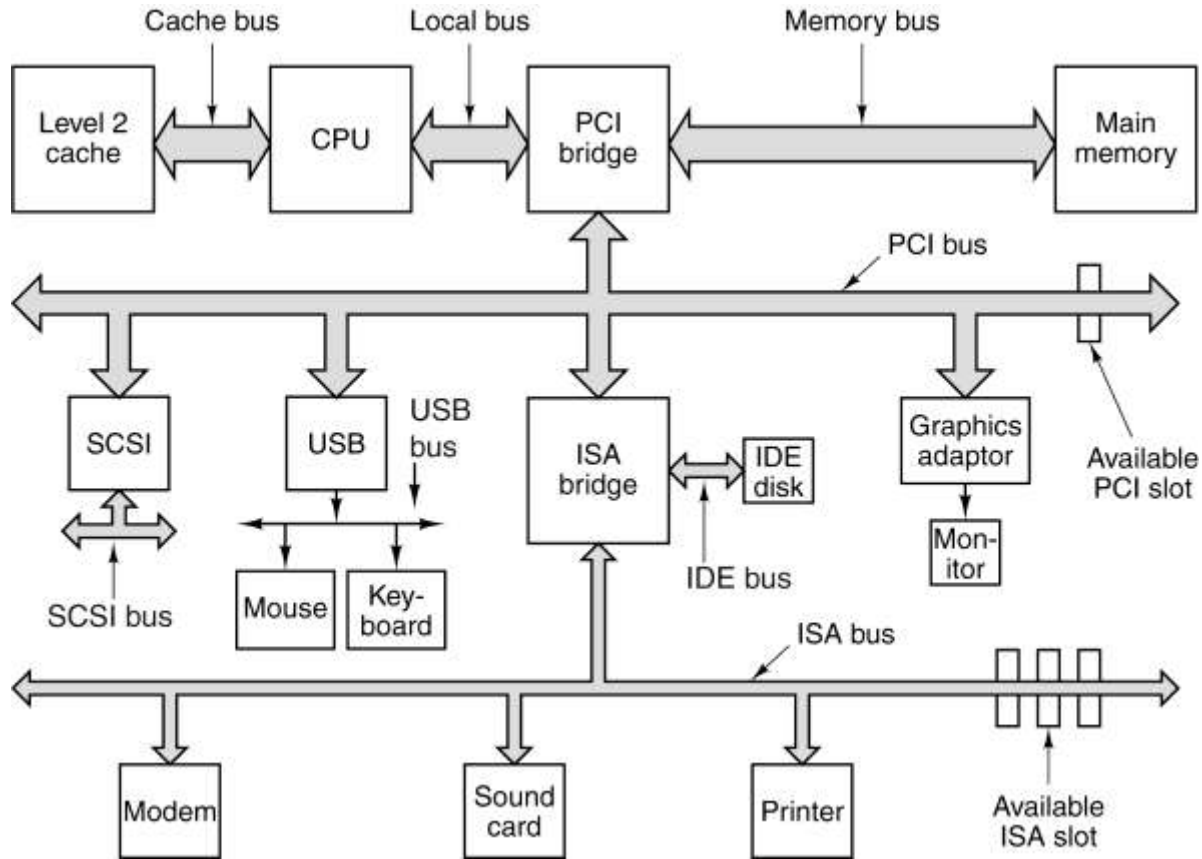 Cache bus
Local bus
Memory bus
Level 2
cache
CPU
PCI
bridge
Main
memory
PCI bus
SCSI
USB
USB
bus
ISA
bridge
IDE
disk
Graphics
adaptor
Available
PCI slot
Mon-
itor
IDE bus
SCSI bus
Mouse
Key-
board
ISA bus
Modem
Sound
card
Printer
Available
ISA slot